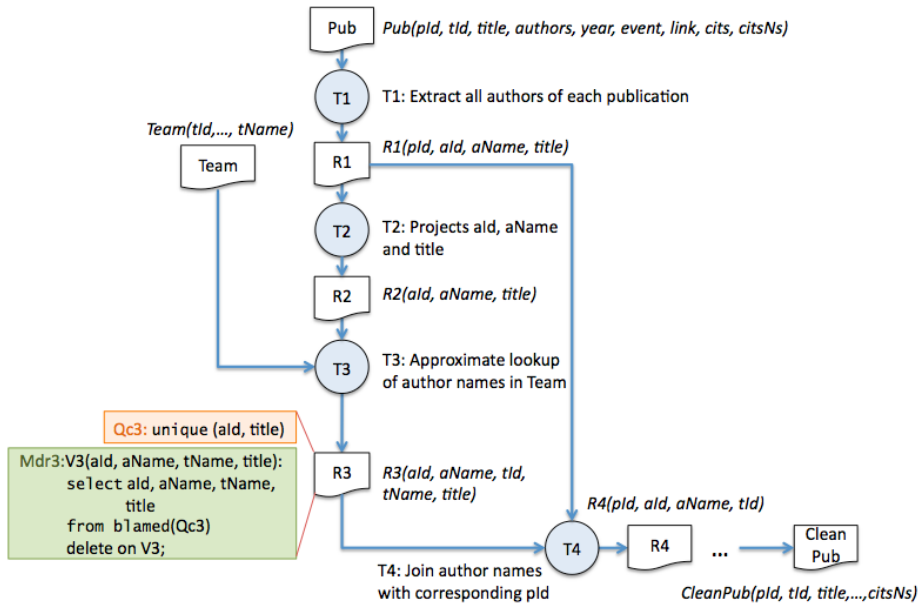 Pub
Pub(pId, tId, title, authors, year, event, link, cits, citsNs)
T1
T1: Extract all authors of each publication
Team(tId,..., tName)
Team
R1
R1(pId, aId, aName, title)
T2
T2: Projects aId, aName
and title
R2
R2(aId, aName, title)
T3
T3: Approximate lookup
of author names in Team
Qc3: unique (aId, title)
Mdr3:V3(aId, aName, tName, title):
select aId, aName, tName,
title
from blamed(Qc3)
delete on V3;
R3
R3(aId, aName, tId,
tName, title)
R4(pId, aId, aName, tId)
T4
R4
...
Clean
Pub
T4: Join author names
with corresponding pId
CleanPub(pId, tId, title,...,citsNs)